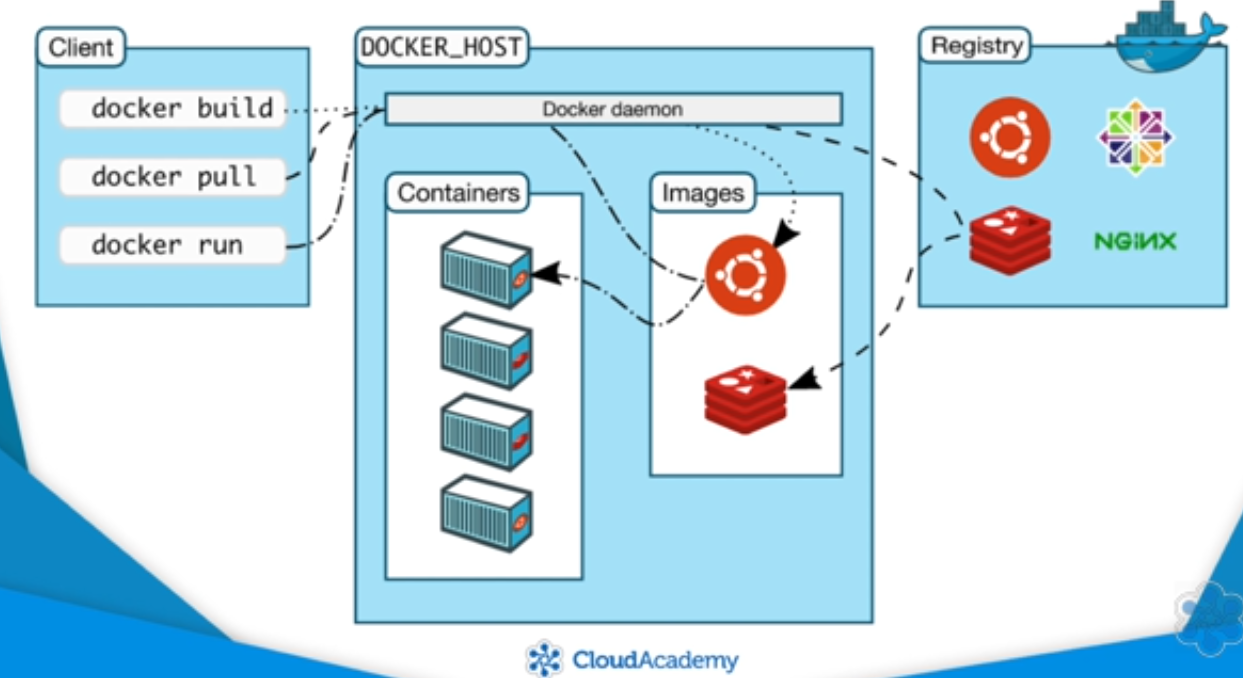 Client
DOCKER_HOST
Registry
docker build
Docker daemon
docker pull
docker run
Containers
Images
NGINX
CloudAcademy